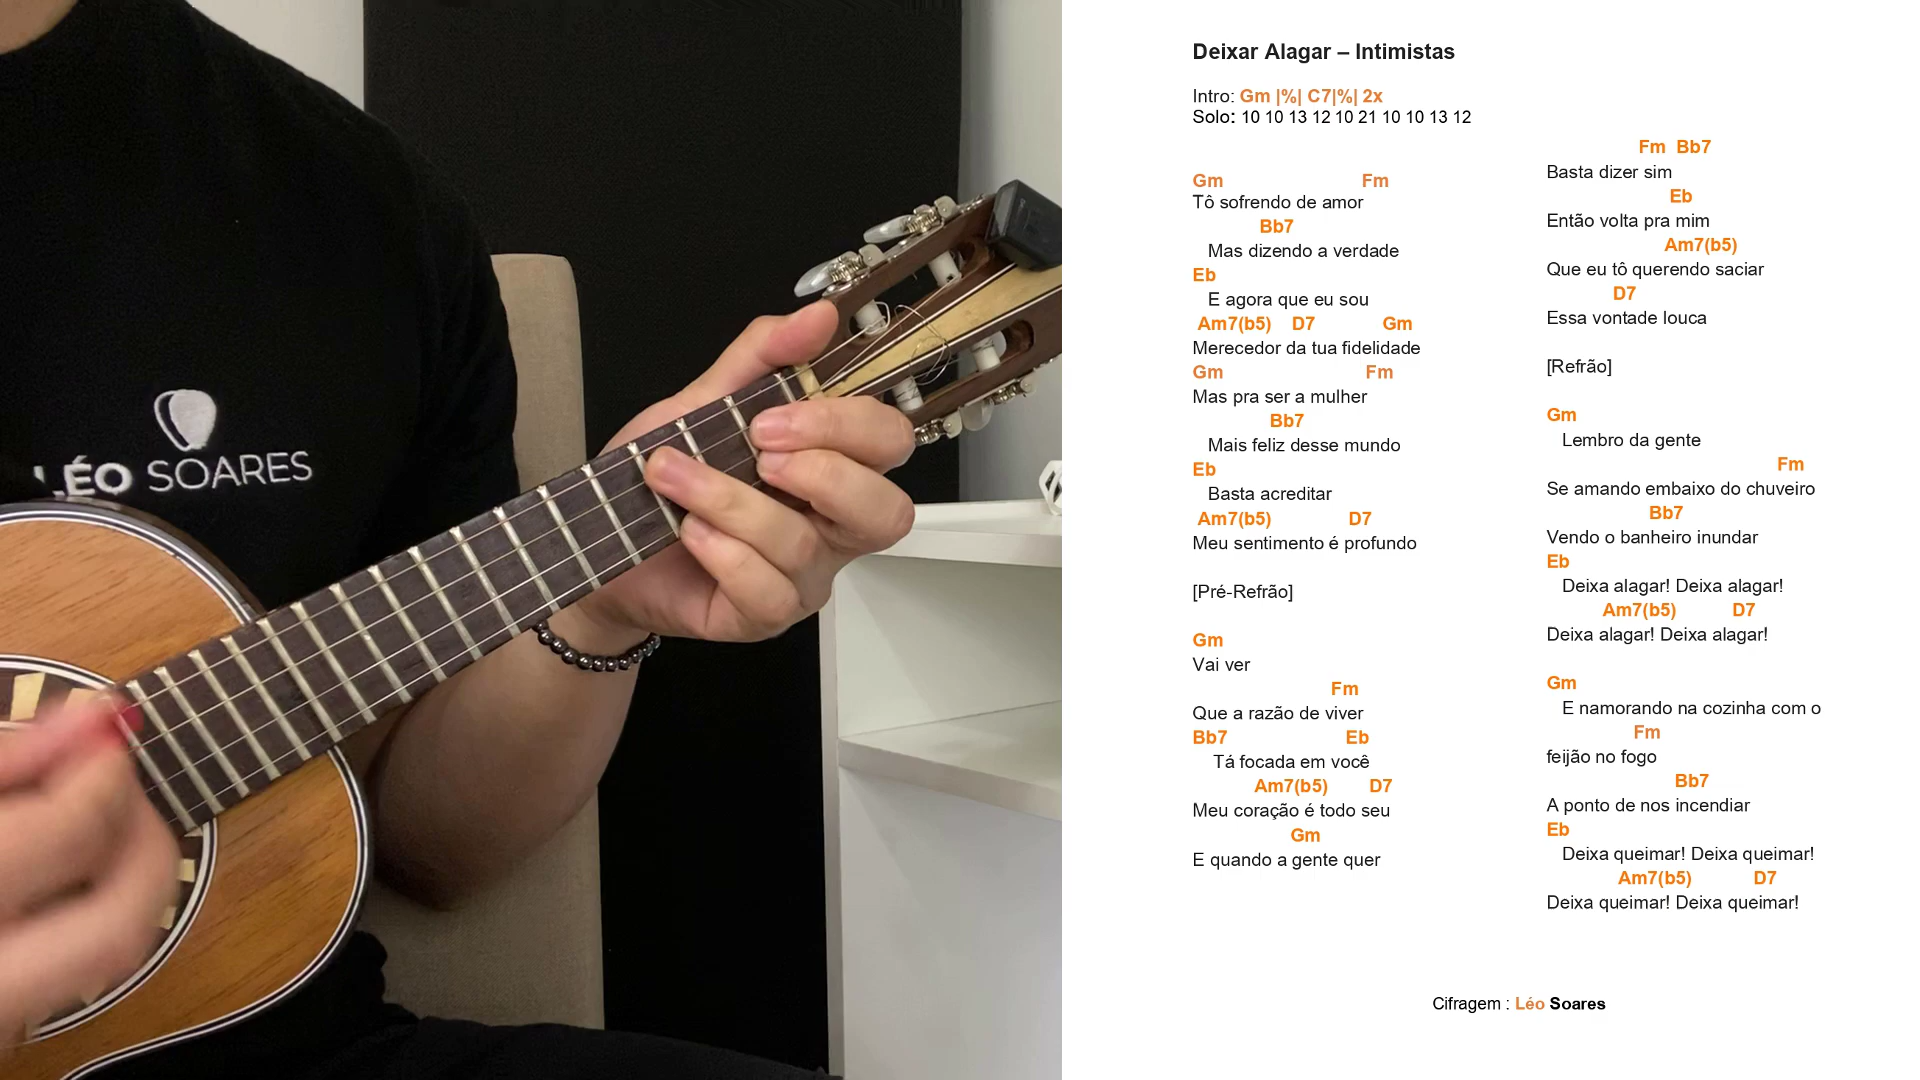 LÉO SOARES
Deixar Alagar – Intimistas
Intro: Gm |%| C7|%| 2x
Solo: 10 10 13 12 10 21 10 10 13 12
Gm Fm
Tô sofrendo de amor
Bb7
Mas dizendo a verdade
Eb
E agora que eu sou
Am7(b5) D7 Gm
Merecedor da tua fidelidade
Gm Fm
Mas pra ser a mulher
Bb7
Mais feliz desse mundo
Eb
Basta acreditar
Am7(b5) D7
Meu sentimento é profundo
[Pré-Refrão]
Gm
Vai ver
Fm
Que a razão de viver
Bb7 Eb
Tá focada em você
Am7(b5) D7
Meu coração é todo seu
Gm
E quando a gente quer
Fm Bb7
Basta dizer sim
Eb
Então volta pra mim
Am7(b5)
Que eu tô querendo saciar
D7
Essa vontade louca
[Refrão]
Gm
Lembro da gente
Fm
Se amando embaixo do chuveiro
Bb7
Vendo o banheiro inundar
Eb
Deixa alagar! Deixa alagar!
Am7(b5) D7
Deixa alagar! Deixa alagar!
Gm
E namorando na cozinha com o
Fm
feijão no fogo
Bb7
A ponto de nos incendiar
Eb
Deixa queimar! Deixa queimar!
Am7(b5) D7
Deixa queimar! Deixa queimar!
Cifragem : Léo Soares